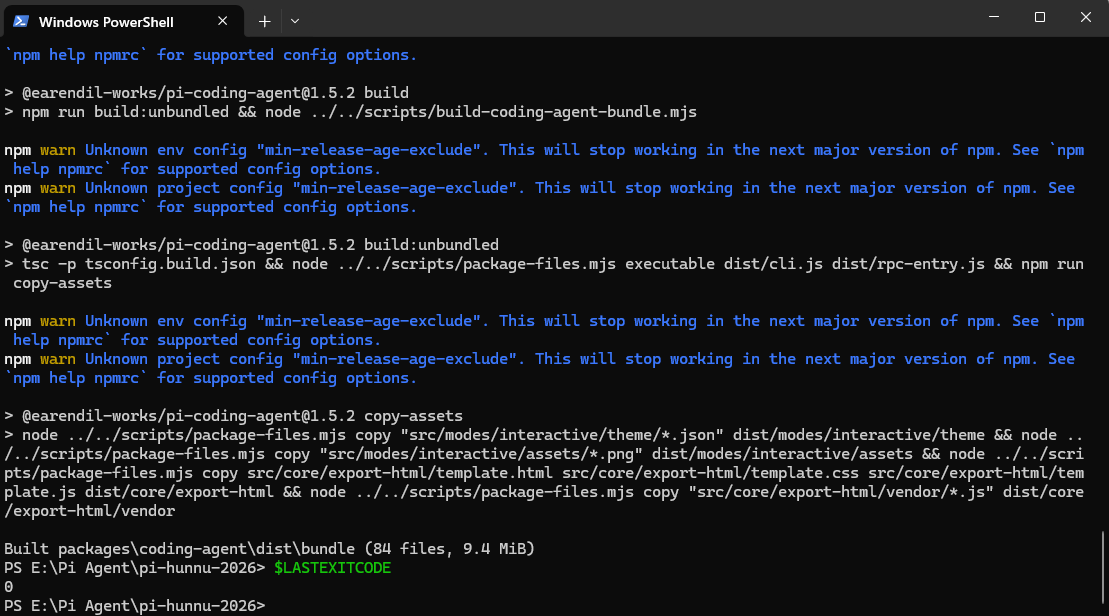 Windows PowerShell
`npm help npmrc` for supported config options.
> @earendil-works/pi-coding-agent@1.5.2 build
> npm run build:unbundled && node ../../scripts/build-coding-agent-bundle.mjs
npm warn Unknown env config "min-release-age-exclude". This will stop working in the next major version of npm. See `npm
help npmrc` for supported config options.
npm warn Unknown project config "min-release-age-exclude". This will stop working in the next major version of npm. See
`npm help npmrc` for supported config options.
> @earendil-works/pi-coding-agent@1.5.2 build:unbundled
> tsc -p tsconfig.build.json && node ../../scripts/package-files.mjs executable dist/cli.js dist/rpc-entry.js && npm run
copy-assets
npm warn Unknown env config "min-release-age-exclude". This will stop working in the next major version of npm. See `npm
help npmrc` for supported config options.
npm warn Unknown project config "min-release-age-exclude". This will stop working in the next major version of npm. See
`npm help npmrc` for supported config options.
> @earendil-works/pi-coding-agent@1.5.2 copy-assets
> node ../../scripts/package-files.mjs copy "src/modes/interactive/theme/*.json" dist/modes/interactive/theme && node ..
/../scripts/package-files.mjs copy "src/modes/interactive/assets/*.png" dist/modes/interactive/assets && node ../../scri
pts/package-files.mjs copy src/core/export-html/template.html src/core/export-html/template.css src/core/export-html/tem
plate.js dist/core/export-html && node ../../scripts/package-files.mjs copy "src/core/export-html/vendor/*.js" dist/core
/export-html/vendor
Built packages\coding-agent\dist\bundle (84 files, 9.4 MiB)
PS E:\Pi Agent\pi-hunnu-2026> $LASTEXITCODE
0
PS E:\Pi Agent\pi-hunnu-2026>